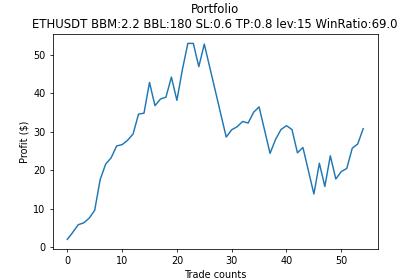 Portfolio
ETHUSDT BBM:2.2 BBL:180 SL:0.6 TP:0.8 lev:15 WinRatio:69.0
Profit ($)
50
40
30
20
10
0
0 10 20 30 40 50
Trade counts